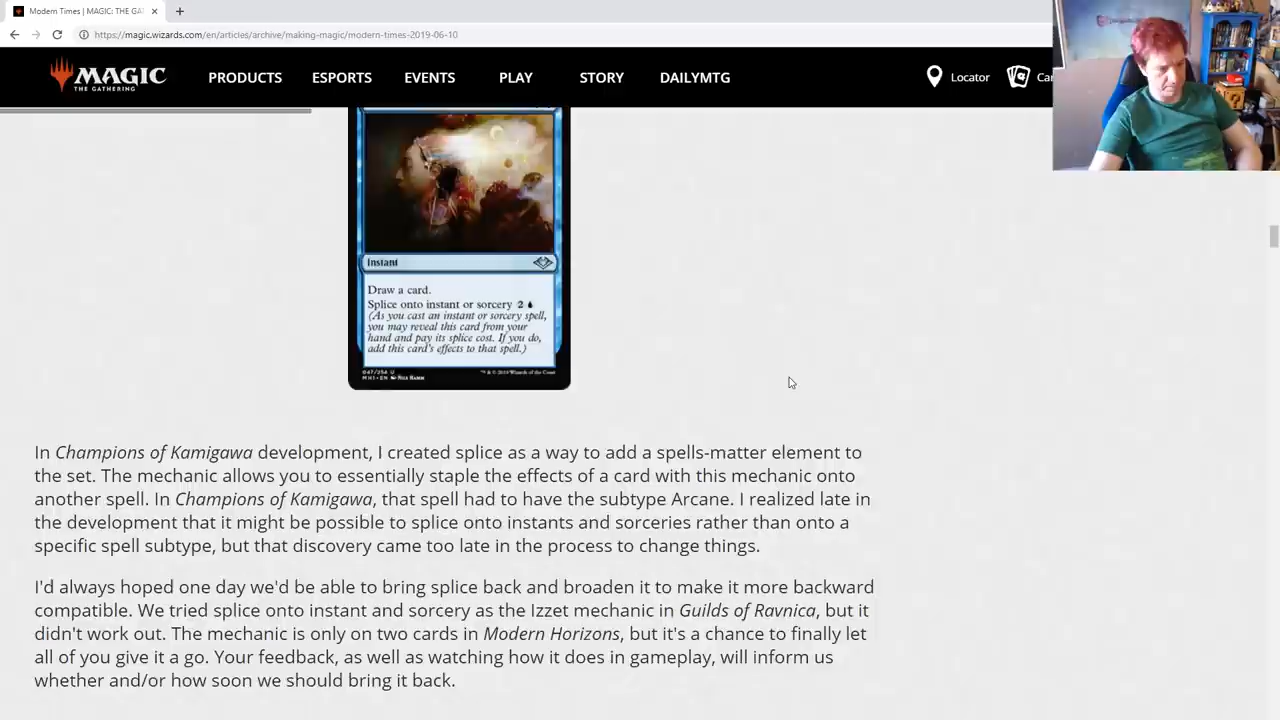 Modern Times | MAGIC: THE GAT
https://magic.wizards.com/en/articles/archive/making-magic/modern-times-2019-06-10
MAGIC
THE GATHERING
PRODUCTS
ESPORTS
EVENTS
PLAY
STORY
DAILYMTG
Locator
Instant
Draw a card.
Splice onto instant or sorcery 2
(As you cast an instant or sorcery spell,
you may reveal this card from your
hand and pay its splice cost. If you do,
add this card's effects to that spell.)
In Champions of Kamigawa development, I created splice as a way to add a spells-matter element to
the set. The mechanic allows you to essentially staple the effects of a card with this mechanic onto
another spell. In Champions of Kamigawa, that spell had to have the subtype Arcane. I realized late in
the development that it might be possible to splice onto instants and sorceries rather than onto a
specific spell subtype, but that discovery came too late in the process to change things.
I'd always hoped one day we'd be able to bring splice back and broaden it to make it more backward
compatible. We tried splice onto instant and sorcery as the Izzet mechanic in Guilds of Ravnica, but it
didn't work out. The mechanic is only on two cards in Modern Horizons, but it's a chance to finally let
all of you give it a go. Your feedback, as well as watching how it does in gameplay, will inform us
whether and/or how soon we should bring it back.